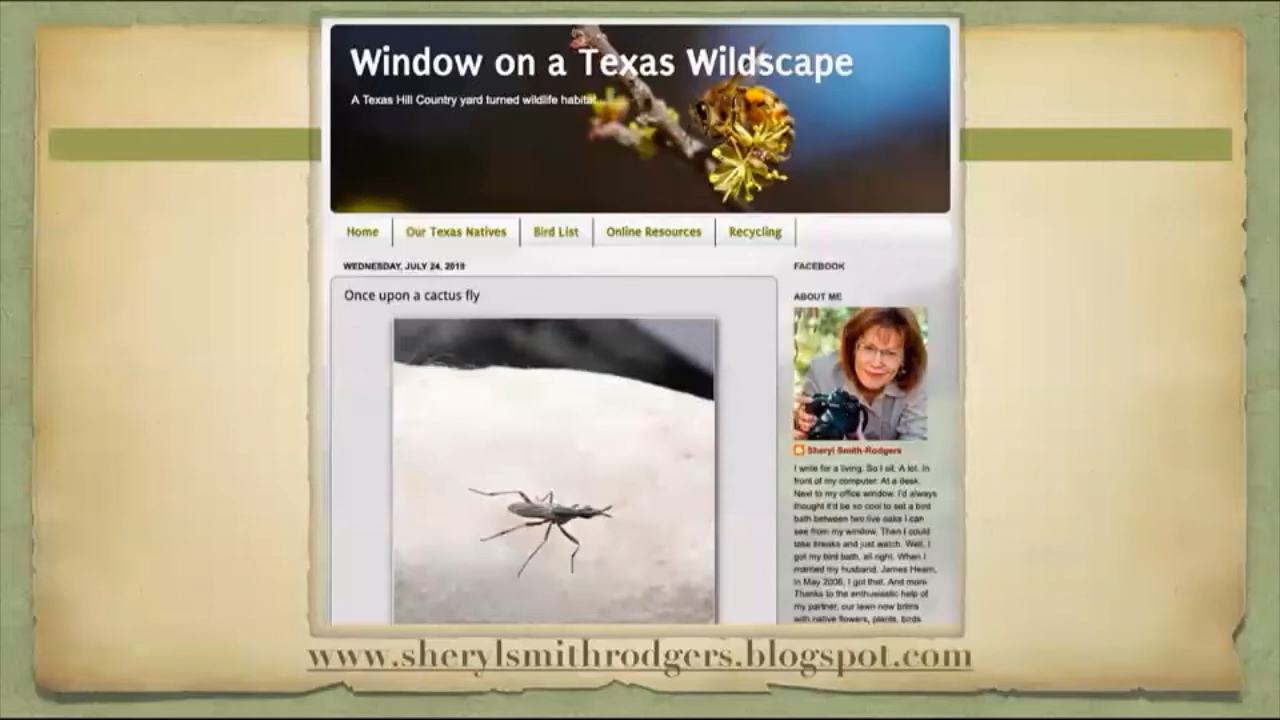 Window on a Texas Wildscape
A Texas Hill Country yard turned wildlife habitat...
Home
Our Texas Natives
Bird List
Online Resources
Recycling
WEDNESDAY, JULY 24, 2019
Once upon a cactus fly
FACEBOOK
ABOUT ME
Sheryl Smith-Rodgers
I write for a living. So I sit. A lot. In
front of my computer. At a desk.
Next to my office window. I'd always
thought it'd be so cool to set a bird
bath between two live oaks I can
see from my window. Then I could
take breaks and just watch. Well, I
got my bird bath, all right. When I
married my husband, James Hearn,
in May 2006, I got that. And more.
Thanks to the enthusiastic help of
my partner, our lawn now brims
with native flowers, plants, birds
www.sherylsmithrodgers.blogspot.com